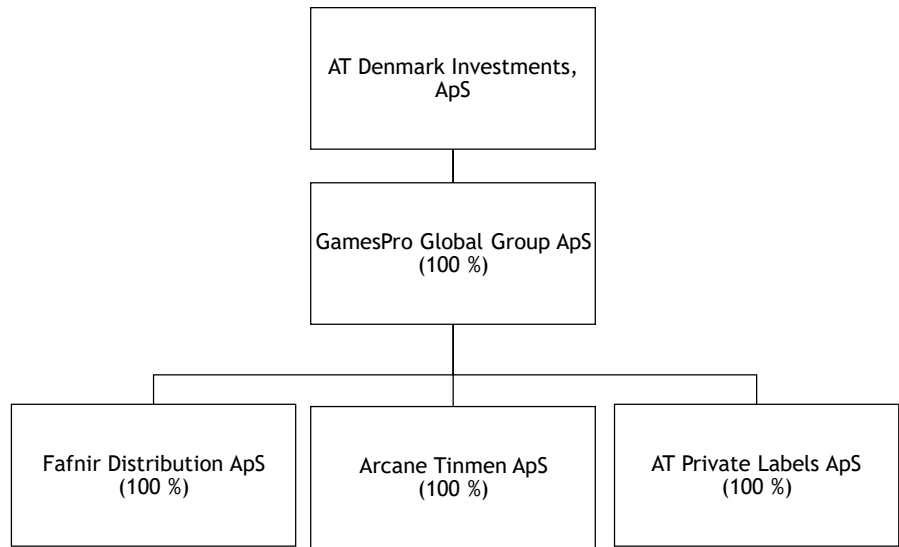 AT Denmark Investments,
ApS
GamesPro Global Group ApS
(100 %)
Fafnir Distribution ApS
(100 %)
Arcane Tinmen ApS
(100 %)
AT Private Labels ApS
(100 %)